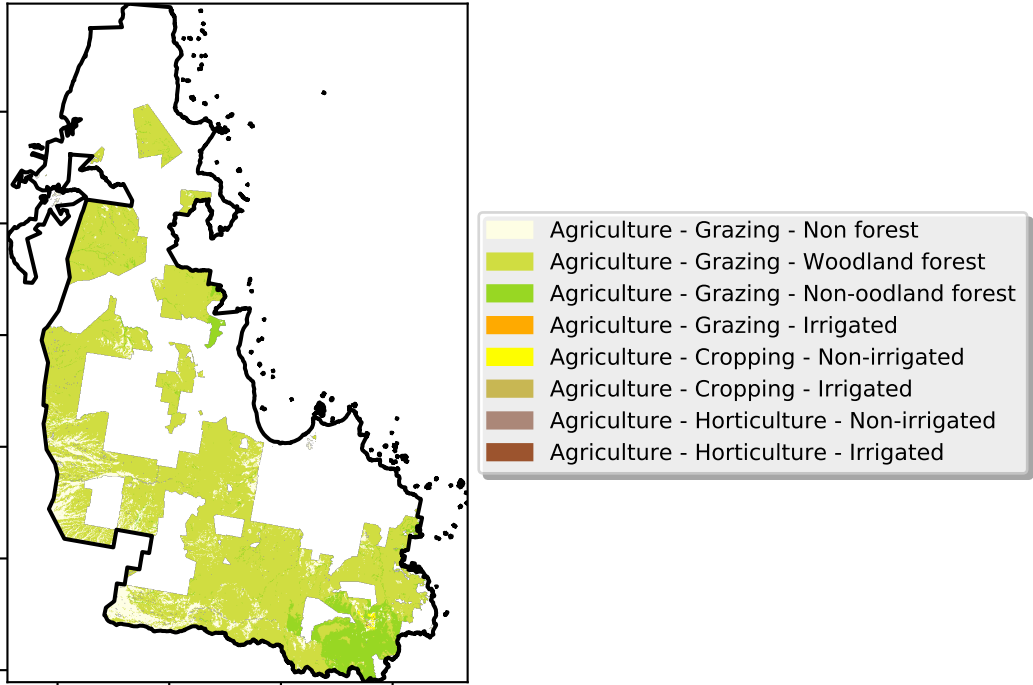 Agriculture - Grazing - Non forest
Agriculture - Grazing - Woodland forest
Agriculture - Grazing - Non-oodland forest
Agriculture - Grazing - Irrigated
Agriculture - Cropping - Non-irrigated
Agriculture - Cropping - Irrigated
Agriculture - Horticulture - Non-irrigated
Agriculture - Horticulture - Irrigated